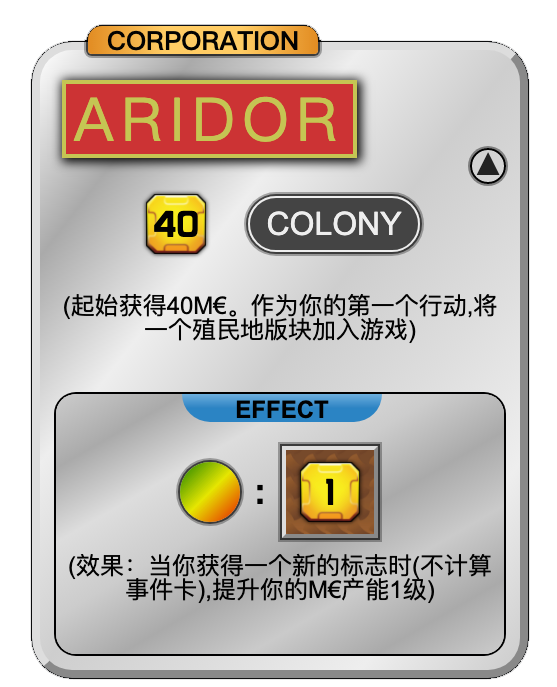 CORPORATION
ARIDOR
40 COLONY
(起始获得40M€。作为你的第一个行动,将
一个殖民地版块加入游戏)
EFFECT
: 1
(效果：当你获得一个新的标志时(不计算
事件卡),提升你的M€产能1级)